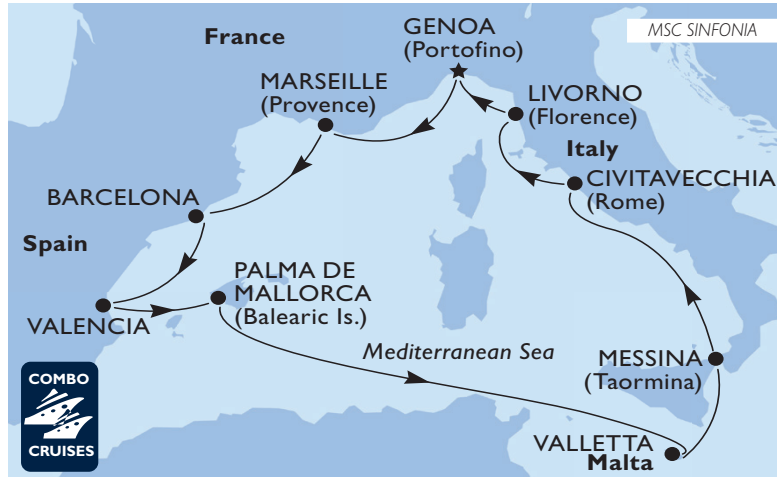 MSC SINFONIA
France
GENOA
(Portofino)
MARSEILLE
(Provence)
LIVORNO
(Florence)
Italy
CIVITAVECCHIA
(Rome)
BARCELONA
Spain
PALMA DE
MALLORCA
(Balearic Is.)
VALENCIA
Mediterranean Sea
MESSINA
(Taormina)
COMBO
CRUISES
VALLETTA
Malta